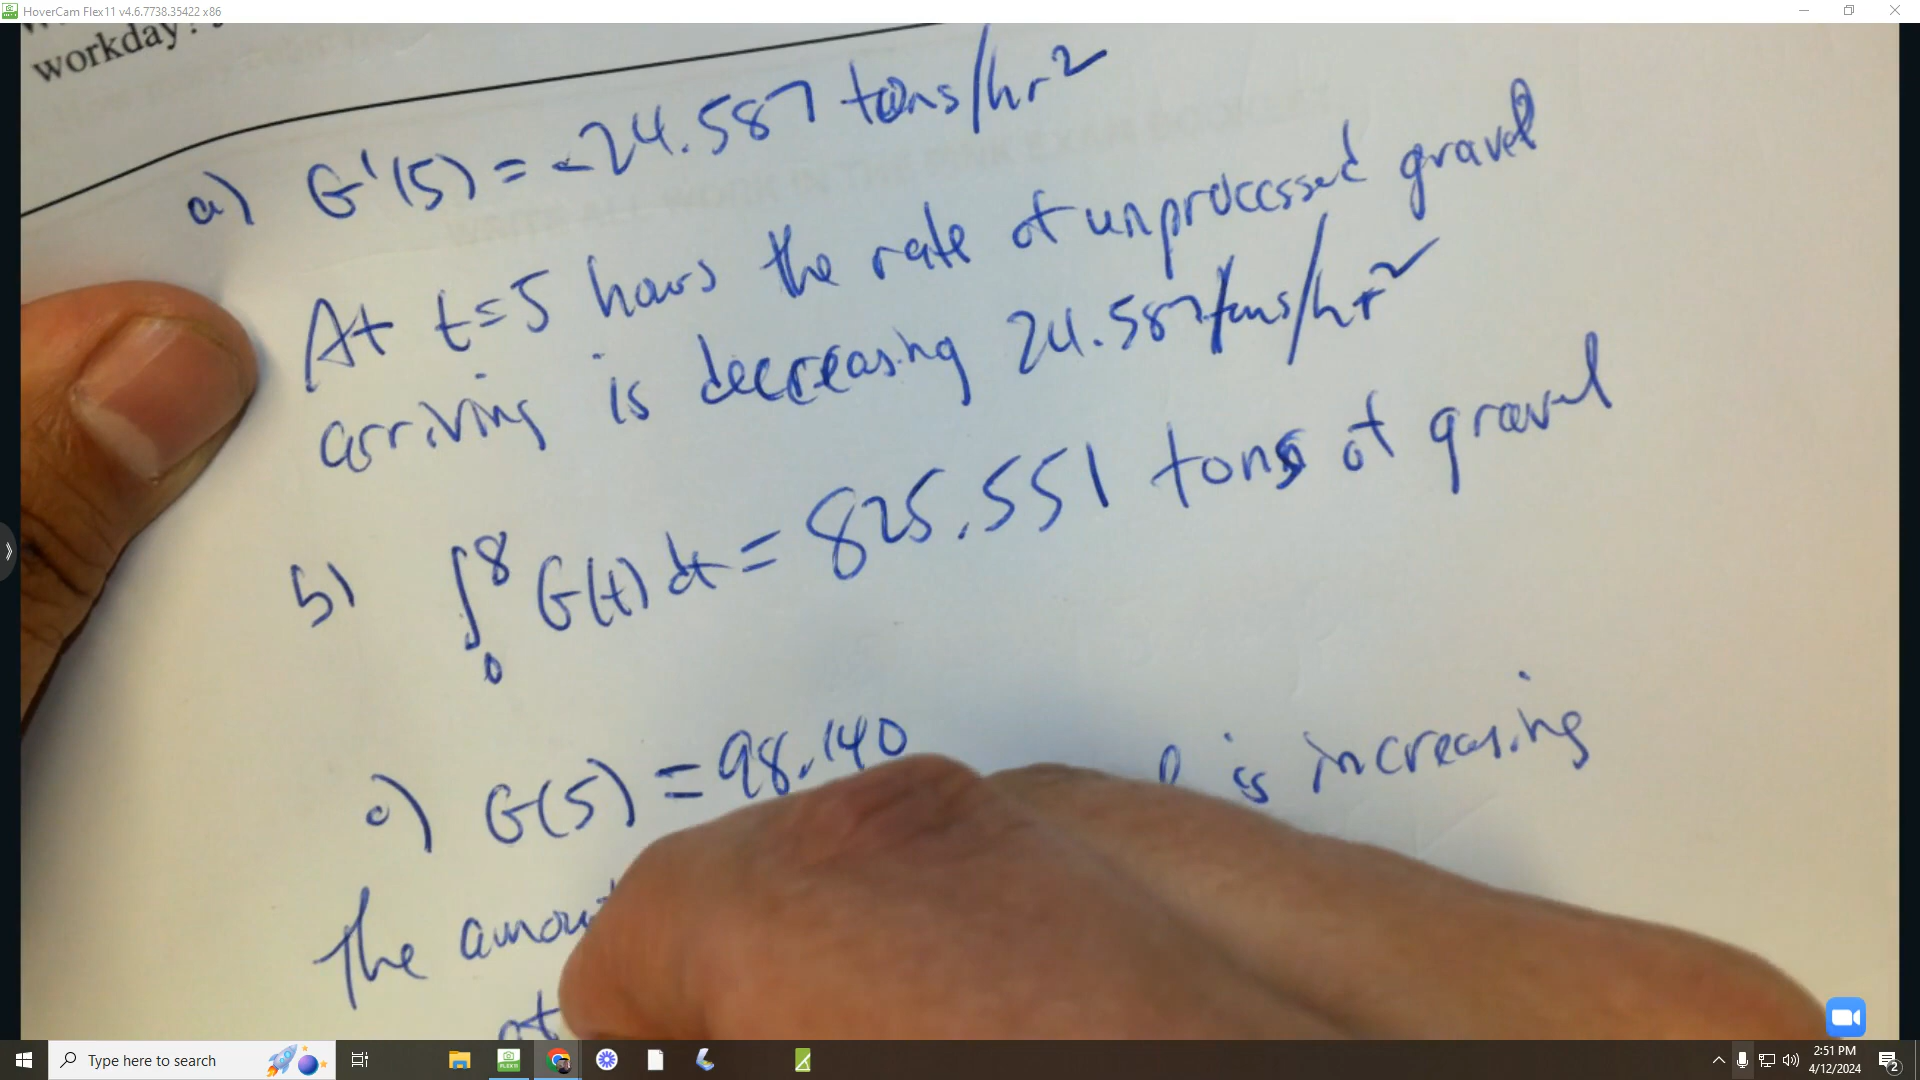 HoverCam Flex11 v4.6.7738.35422 x86
workday?
a) G'(5) = -24.587 tons/hr²
At t=5 hours the rate of unprocessed gravel
arriving is decreasing 24.587 tons/hr²
b) ∫₀⁸ G(t) dt = 825.551 tons of gravel
c) G(5) = 98.140
is increasing
The
at
Type here to search
2:51 PM
4/12/2024
2